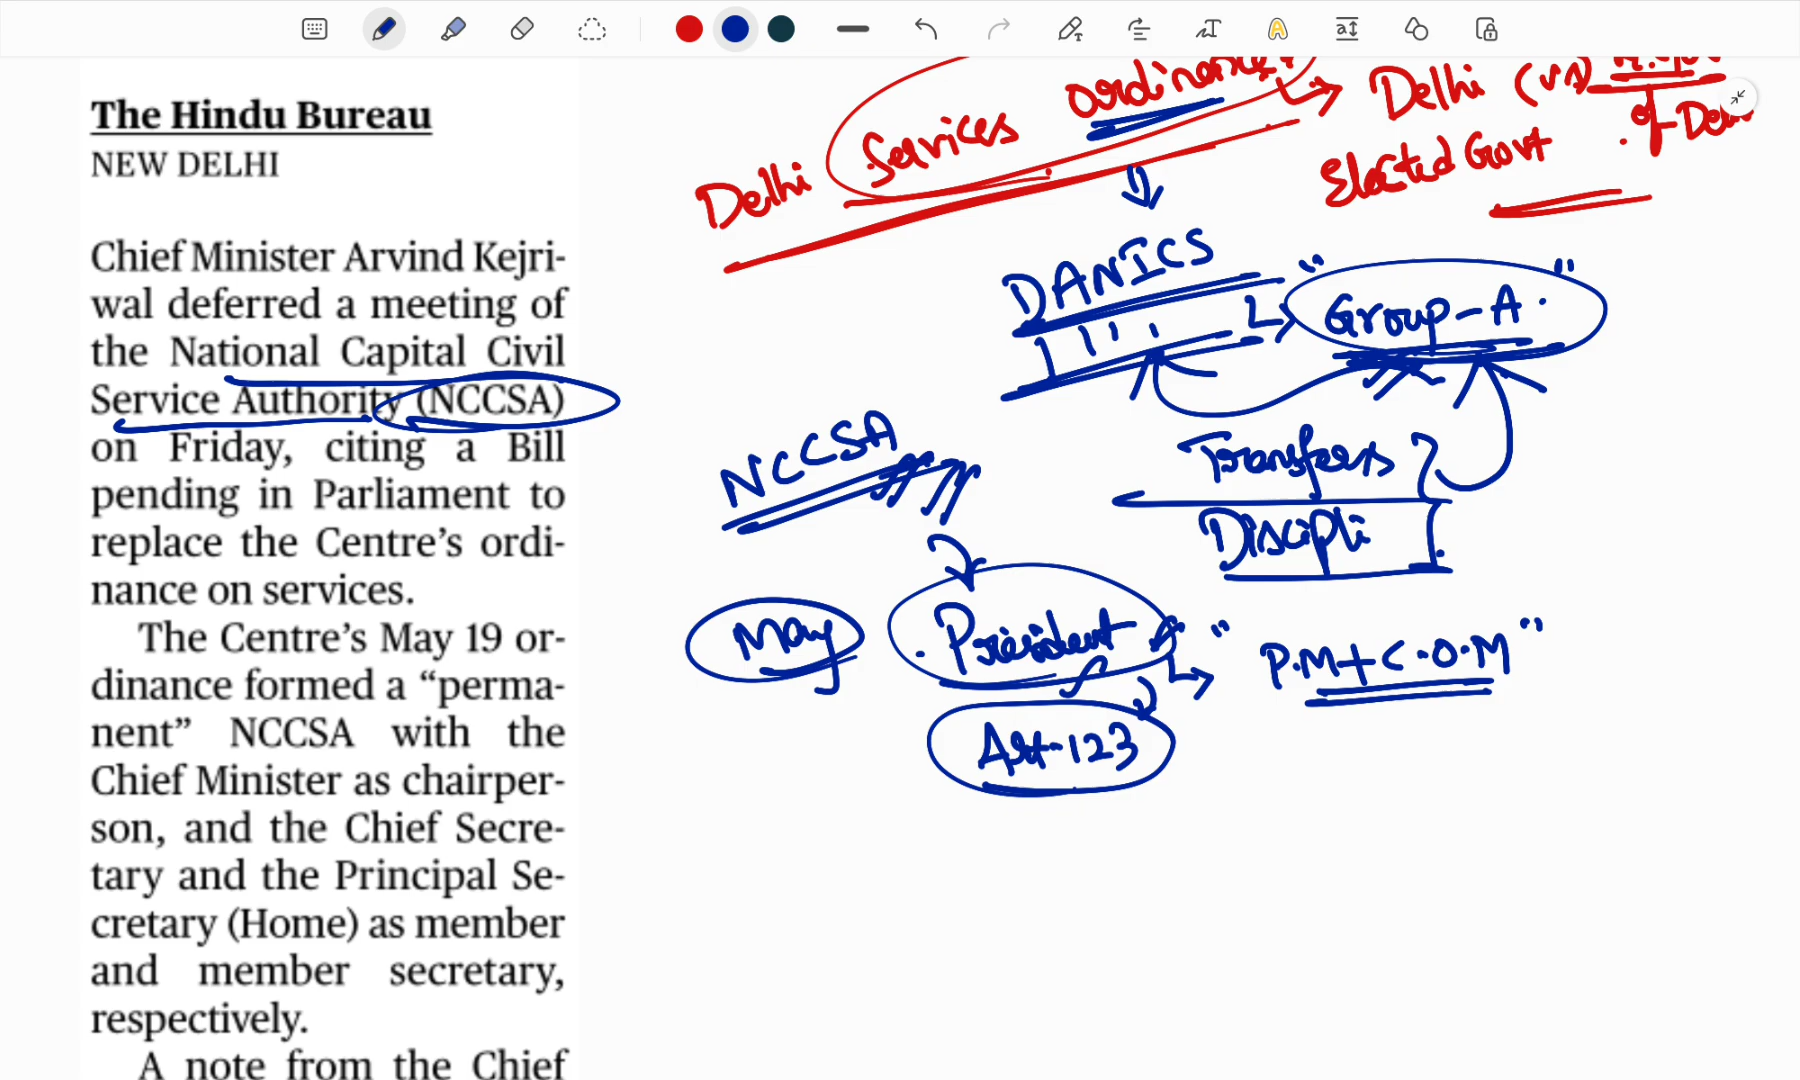 The Hindu Bureau
NEW DELHI
Chief Minister Arvind Kejri-
wal deferred a meeting of
the National Capital Civil
Service Authority (NCCSA)
on Friday, citing a Bill
pending in Parliament to
replace the Centre's ordi-
nance on services.
The Centre's May 19 or-
dinance formed a “perma-
nent” NCCSA with the
Chief Minister as chairper-
son, and the Chief Secre-
tary and the Principal Se-
cretary (Home) as member
and member secretary,
respectively.
A note from the Chief
Delhi Services ordinance
Delhi (vs)
Elected Govt of
DANICS
"Group-A"
NCCSA
Transfers
Discipli
May
President
"P.M+C.O.M"
Art-123